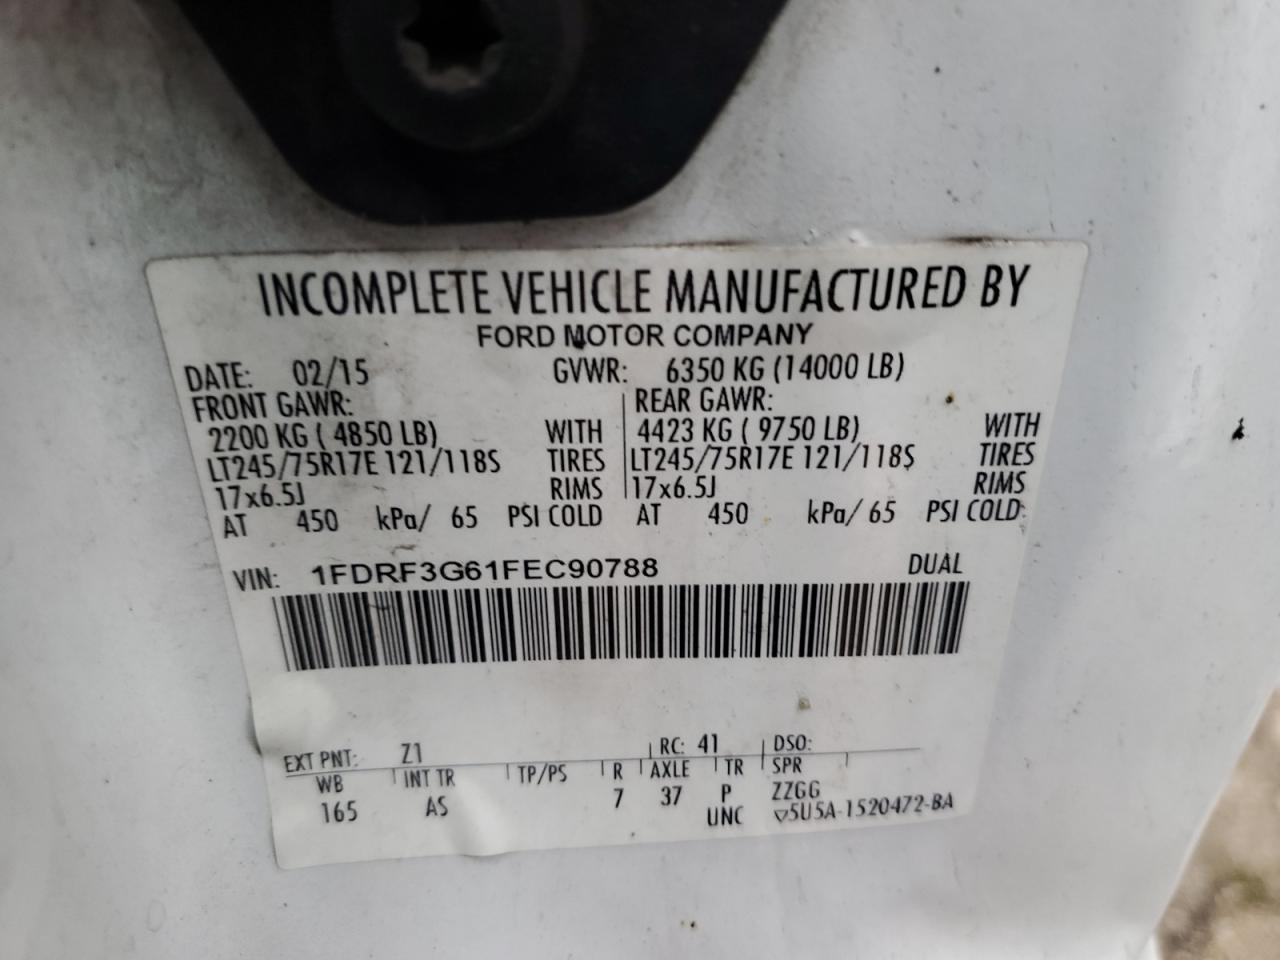 INCOMPLETE VEHICLE MANUFACTURED BY
FORD MOTOR COMPANY
DATE: 02/15 GVWR: 6350 KG (14000 LB)
FRONT GAWR: REAR GAWR:
2200 KG ( 4850 LB) WITH 4423 KG ( 9750 LB) WITH
LT245/75R17E 121/118S TIRES LT245/75R17E 121/118S TIRES
17x6.5J RIMS 17x6.5J RIMS
AT 450 kPa/ 65 PSI COLD AT 450 kPa/ 65 PSI COLD
VIN: 1FDRF3G61FEC90788 DUAL
EXT PNT: Z1 RC: 41 DSO:
WB INT TR TP/PS R AXLE TR SPR
165 AS 7 37 P ZZGG
UNC ▽5U5A-1520472-BA